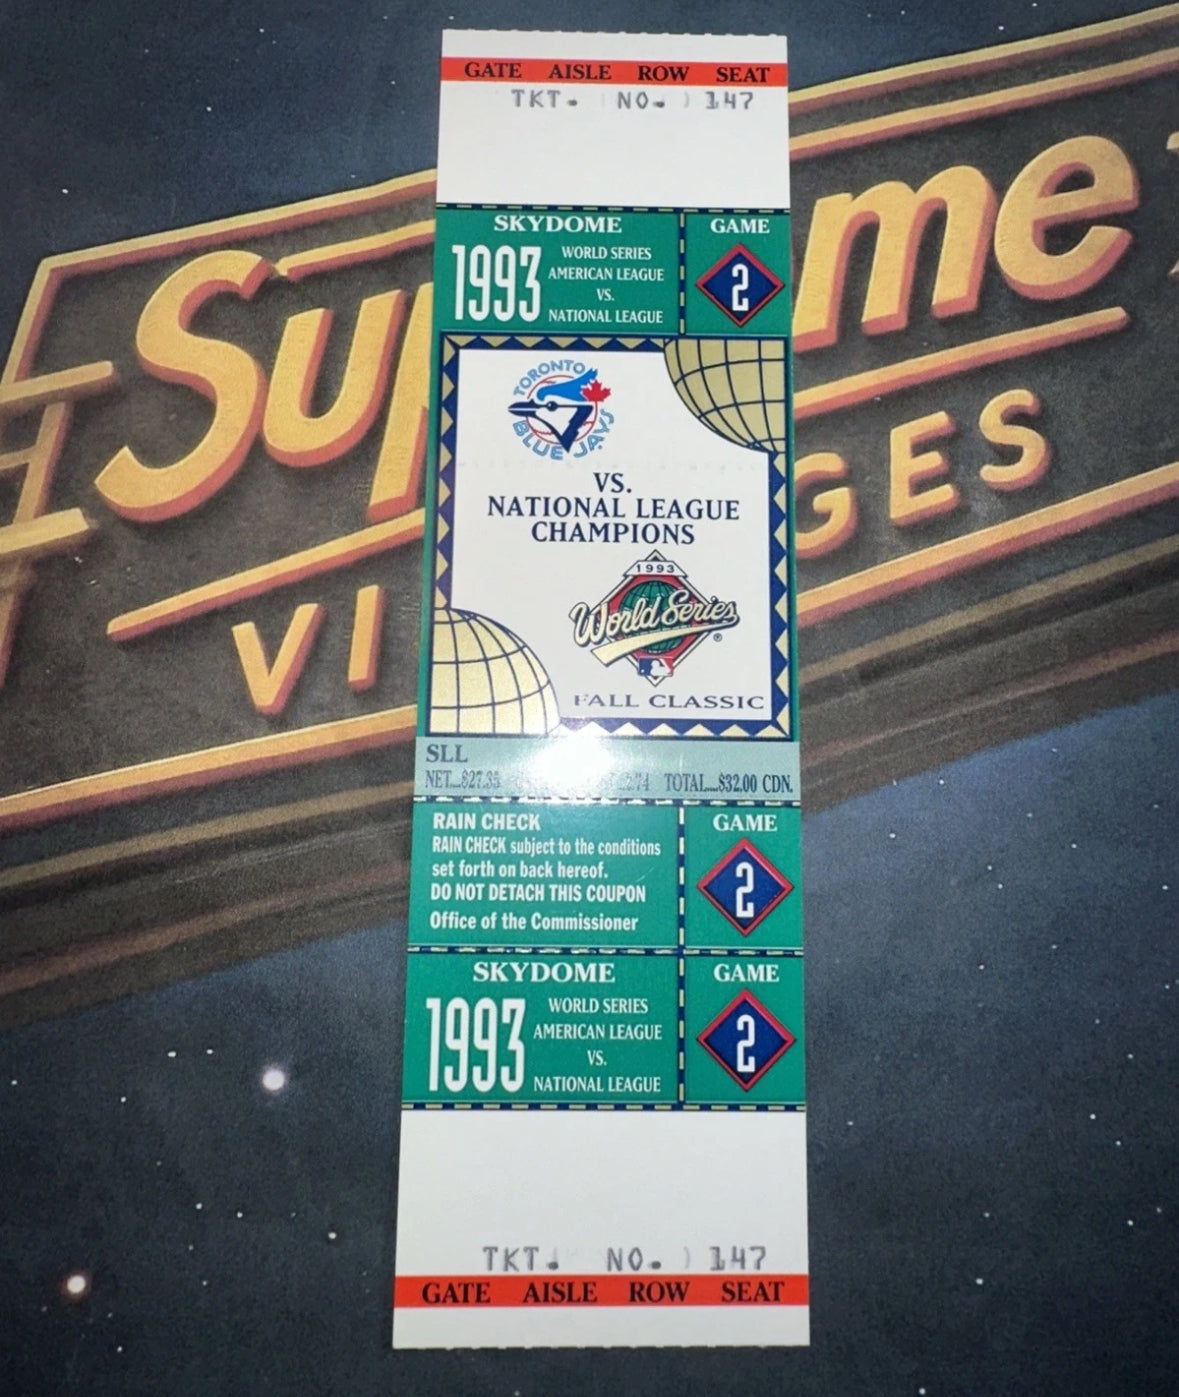 GATE AISLE ROW SEAT
TKT. NO. 147
SKYDOME
1993
WORLD SERIES
AMERICAN LEAGUE
VS.
NATIONAL LEAGUE
GAME
2
TORONTO
BLUE JAYS
VS.
NATIONAL LEAGUE
CHAMPIONS
1993
World Series
®
FALL CLASSIC
SLL
NET...$27.35 TOTAL....$32.00 CDN.
RAIN CHECK
RAIN CHECK subject to the conditions
set forth on back hereof.
DO NOT DETACH THIS COUPON
Office of the Commissioner
GAME
2
SKYDOME
1993
WORLD SERIES
AMERICAN LEAGUE
VS.
NATIONAL LEAGUE
GAME
2
TKT. NO. 147
GATE AISLE ROW SEAT